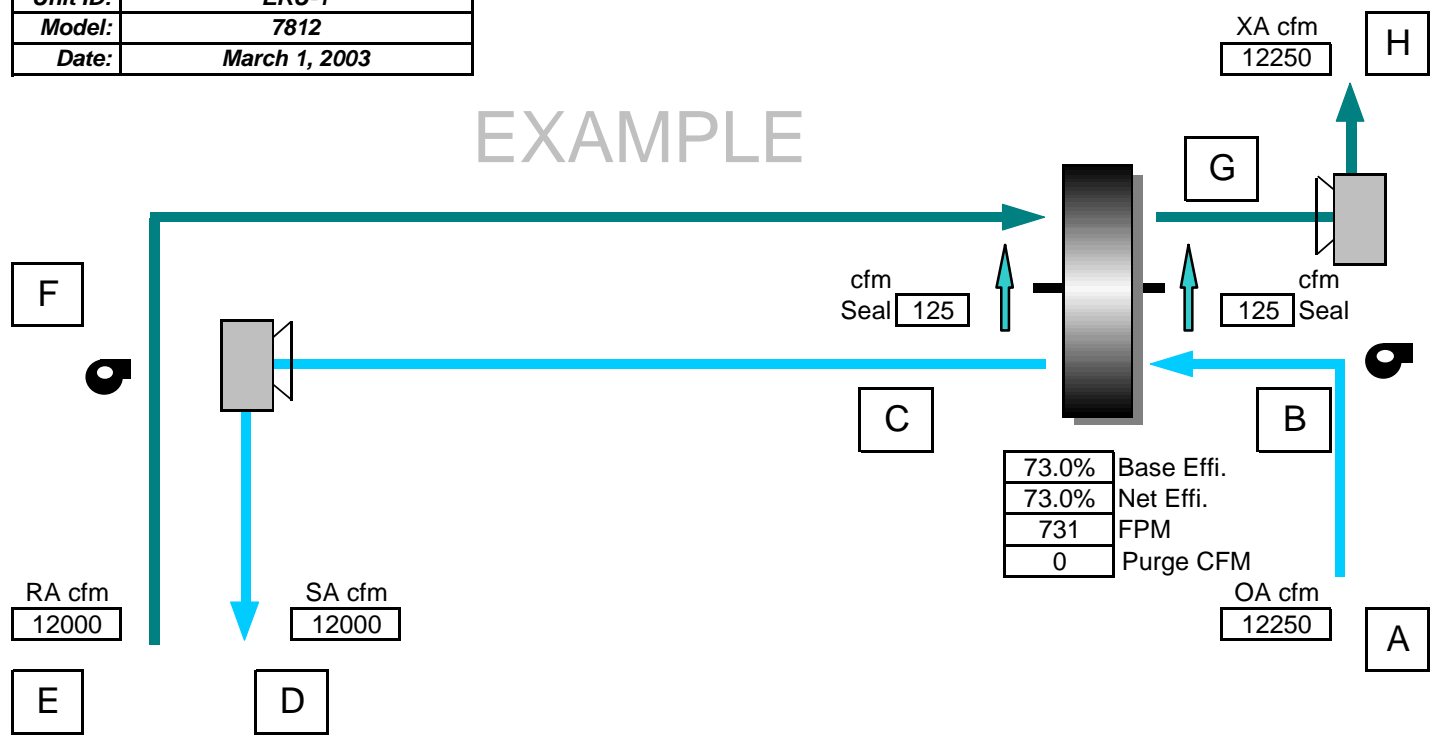 Model: 7812
Date: March 1, 2003
XA cfm
12250
H
EXAMPLE
G
F
cfm
Seal 125
cfm
125 Seal
C
B
73.0% Base Effi.
73.0% Net Effi.
731 FPM
0 Purge CFM
RA cfm
12000
SA cfm
12000
OA cfm
12250
A
E
D